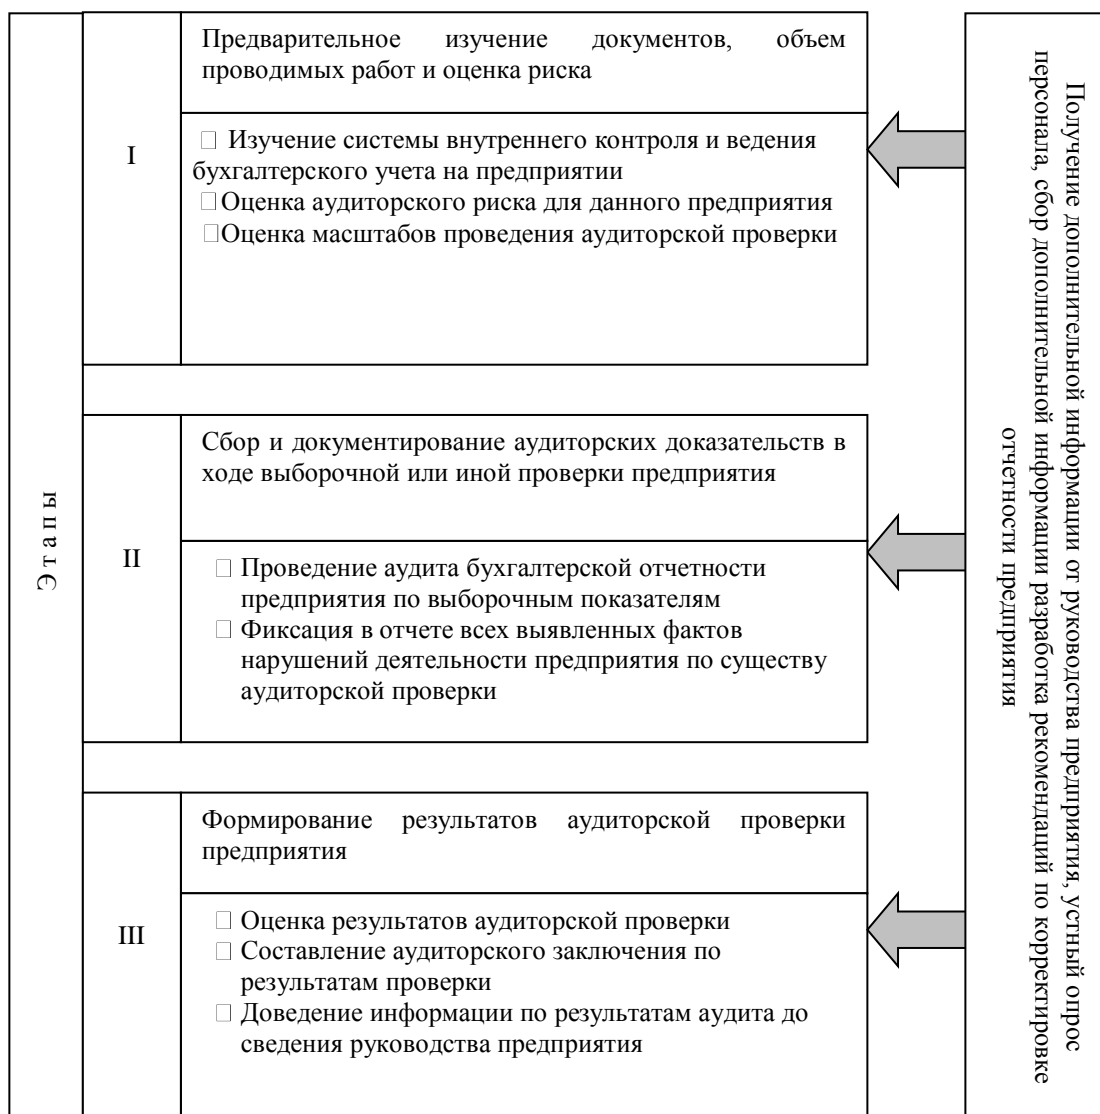 Этапы
I
Предварительное изучение документов, объем
проводимых работ и оценка риска
□ Изучение системы внутреннего контроля и ведения
бухгалтерского учета на предприятии
□ Оценка аудиторского риска для данного предприятия
□ Оценка масштабов проведения аудиторской проверки
II
Сбор и документирование аудиторских доказательств в
ходе выборочной или иной проверки предприятия
□ Проведение аудита бухгалтерской отчетности
предприятия по выборочным показателям
□ Фиксация в отчете всех выявленных фактов
нарушений деятельности предприятия по существу
аудиторской проверки
III
Формирование результатов аудиторской проверки
предприятия
□ Оценка результатов аудиторской проверки
□ Составление аудиторского заключения по
результатам проверки
□ Доведение информации по результатам аудита до
сведения руководства предприятия
Получение дополнительной информации от руководства предприятия, устный опрос
персонала, сбор дополнительной информации разработка рекомендаций по корректировке
отчетности предприятия